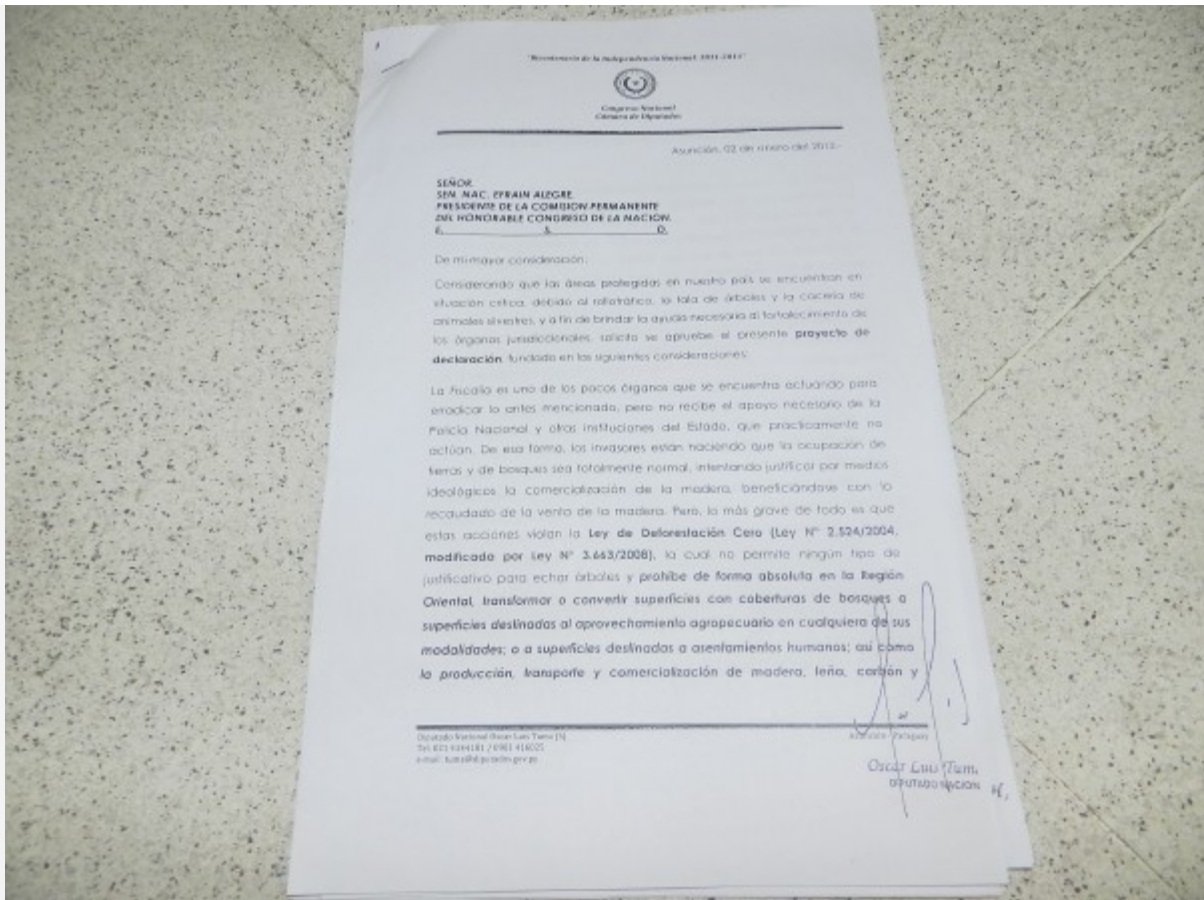 "Bicentenario de la Independencia Nacional: 1811-2011"
Congreso Nacional
Cámara de Diputados
Asunción, 02 de enero del 2012.-
SEÑOR
SEN. NAC. EFRAIN ALEGRE
PRESIDENTE DE LA COMISION PERMANENTE
DEL HONORABLE CONGRESO DE LA NACION.
E. S. D.
De mi mayor consideración:
Considerando que las áreas protegidas en nuestro país se encuentran en
situación crítica, debido al rollotráfico, la tala de árboles y la cacería de
animales silvestres, y a fin de brindar la ayuda necesaria al fortalecimiento de
los órganos jurisdiccionales, solicito se apruebe el presente proyecto de
declaración, fundada en las siguientes consideraciones:
La Fiscalía es uno de los pocos órganos que se encuentra actuando para
erradicar lo antes mencionado, pero no recibe el apoyo necesario de la
Policía Nacional y otras instituciones del Estado, que prácticamente no
actúan. De esa forma, los invasores están haciendo que la ocupación de
tierras y de bosques sea totalmente normal, intentando justificar por medios
ideológicos la comercialización de la madera, beneficiándose con lo
recaudado de la venta de la madera. Pero, lo más grave de todo es que
estas acciones violan la Ley de Deforestación Cero (Ley N° 2.524/2004,
modificado por Ley N° 3.663/2008), la cual no permite ningún tipo de
justificativo para echar árboles y prohíbe de forma absoluta en la Región
Oriental, transformar o convertir superficies con coberturas de bosques a
superficies destinadas al aprovechamiento agropecuario en cualquiera de sus
modalidades; o a superficies destinadas a asentamientos humanos; así como
la producción, transporte y comercialización de madera, leña, carbón y
Diputado Nacional Oscar Luis Tuma
Asunción - Paraguay
e-mail:
Oscar Luis Tuma
DIPUTADO NACIONAL